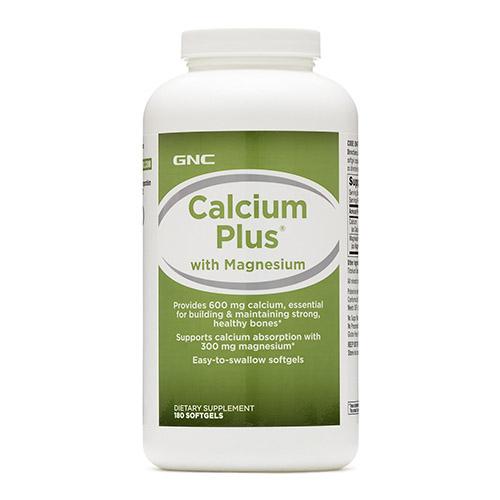 GNC
Calcium
Plus®
with Magnesium
Provides 600 mg calcium, essential
for building & maintaining strong,
healthy bones*
Supports calcium absorption with
300 mg magnesium*
Easy-to-swallow softgels
DIETARY SUPPLEMENT
180 SOFTGELS